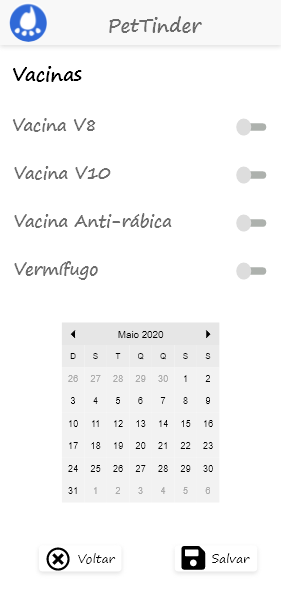 PetTinder
Vacinas
Vacina V8
Vacina V10
Vacina Anti-rábica
Vermífugo
Maio 2020
D S T Q Q S S
26 27 28 29 30 1 2
3 4 5 6 7 8 9
10 11 12 13 14 15 16
17 18 19 20 21 22 23
24 25 26 27 28 29 30
31 1 2 3 4 5 6
Voltar Salvar